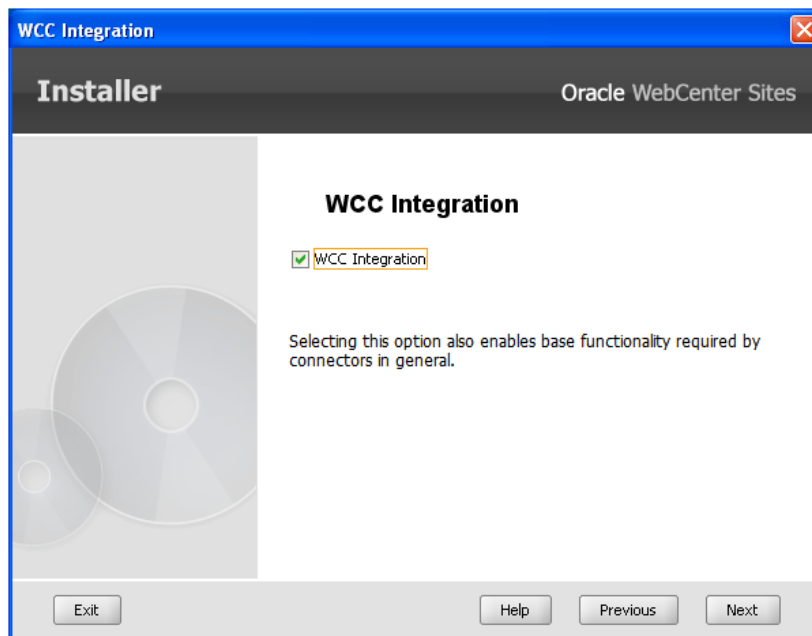 WCC Integration
Installer
Oracle WebCenter Sites
WCC Integration
WCC Integration
Selecting this option also enables base functionality required by
connectors in general.
Exit
Help
Previous
Next